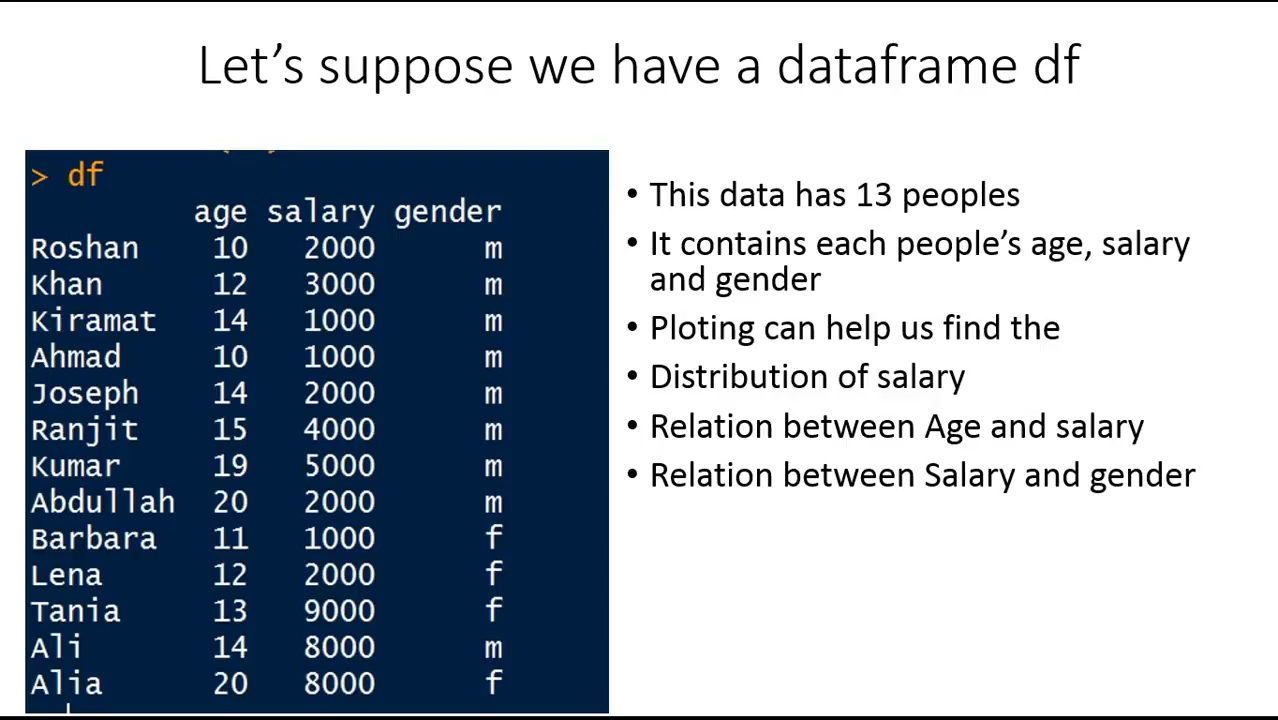 Let's suppose we have a dataframe df
> df
age salary gender
Roshan 10 2000 m
Khan 12 3000 m
Kiramat 14 1000 m
Ahmad 10 1000 m
Joseph 14 2000 m
Ranjit 15 4000 m
Kumar 19 5000 m
Abdullah 20 2000 m
Barbara 11 1000 f
Lena 12 2000 f
Tania 13 9000 f
Ali 14 8000 m
Alia 20 8000 f
• This data has 13 peoples
• It contains each people's age, salary
and gender
• Ploting can help us find the
• Distribution of salary
• Relation between Age and salary
• Relation between Salary and gender